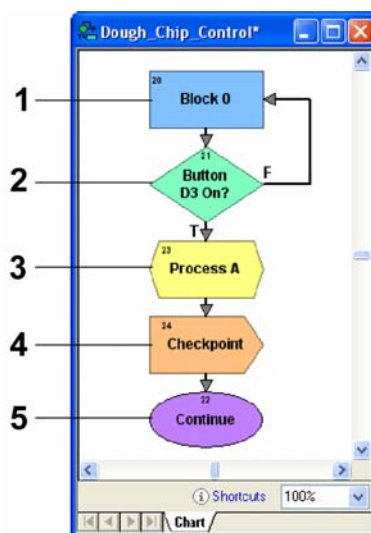 Dough_Chip_Control*
20
1
Block 0
21
2
Button
F
D3 On?
T
23
3
Process A
24
4
Checkpoint
22
5
Continue
Shortcuts 100%
Chart